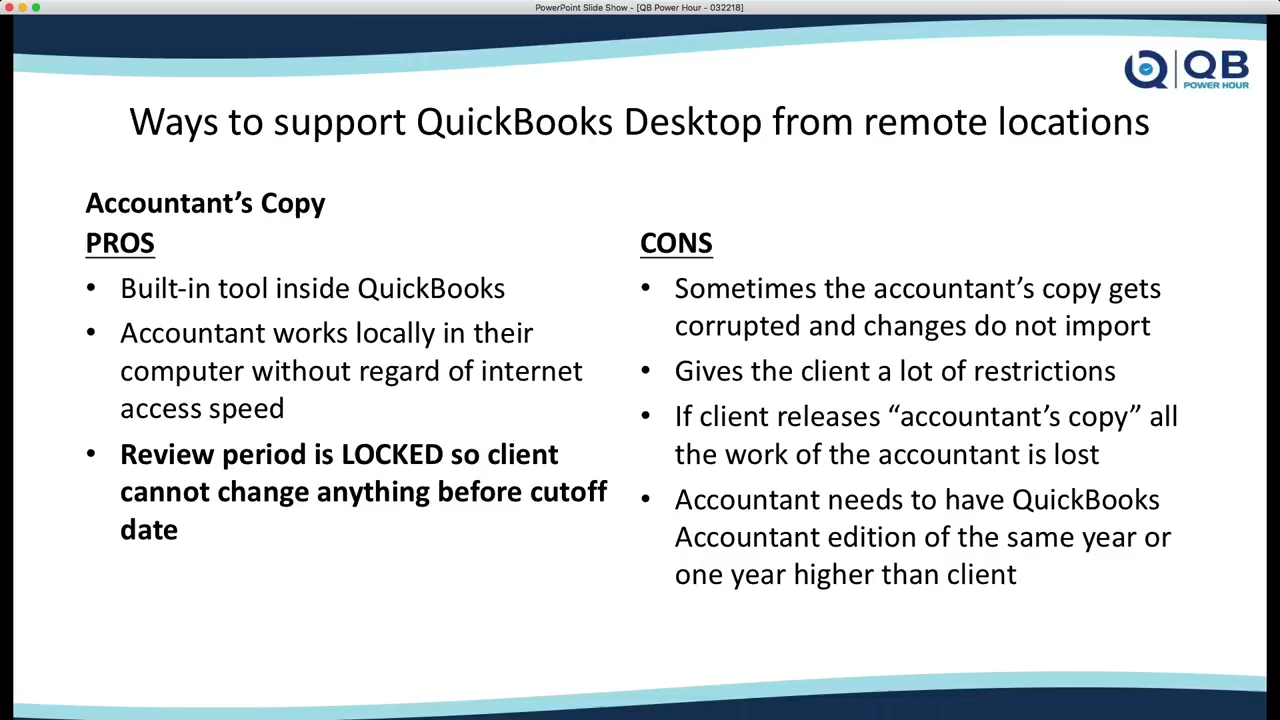 PowerPoint Slide Show - [QB Power Hour - 032218]
QB
POWER HOUR
Ways to support QuickBooks Desktop from remote locations
Accountant’s Copy
PROS
• Built-in tool inside QuickBooks
• Accountant works locally in their
computer without regard of internet
access speed
• Review period is LOCKED so client
cannot change anything before cutoff
date
CONS
• Sometimes the accountant’s copy gets
corrupted and changes do not import
• Gives the client a lot of restrictions
• If client releases “accountant’s copy” all
the work of the accountant is lost
• Accountant needs to have QuickBooks
Accountant edition of the same year or
one year higher than client